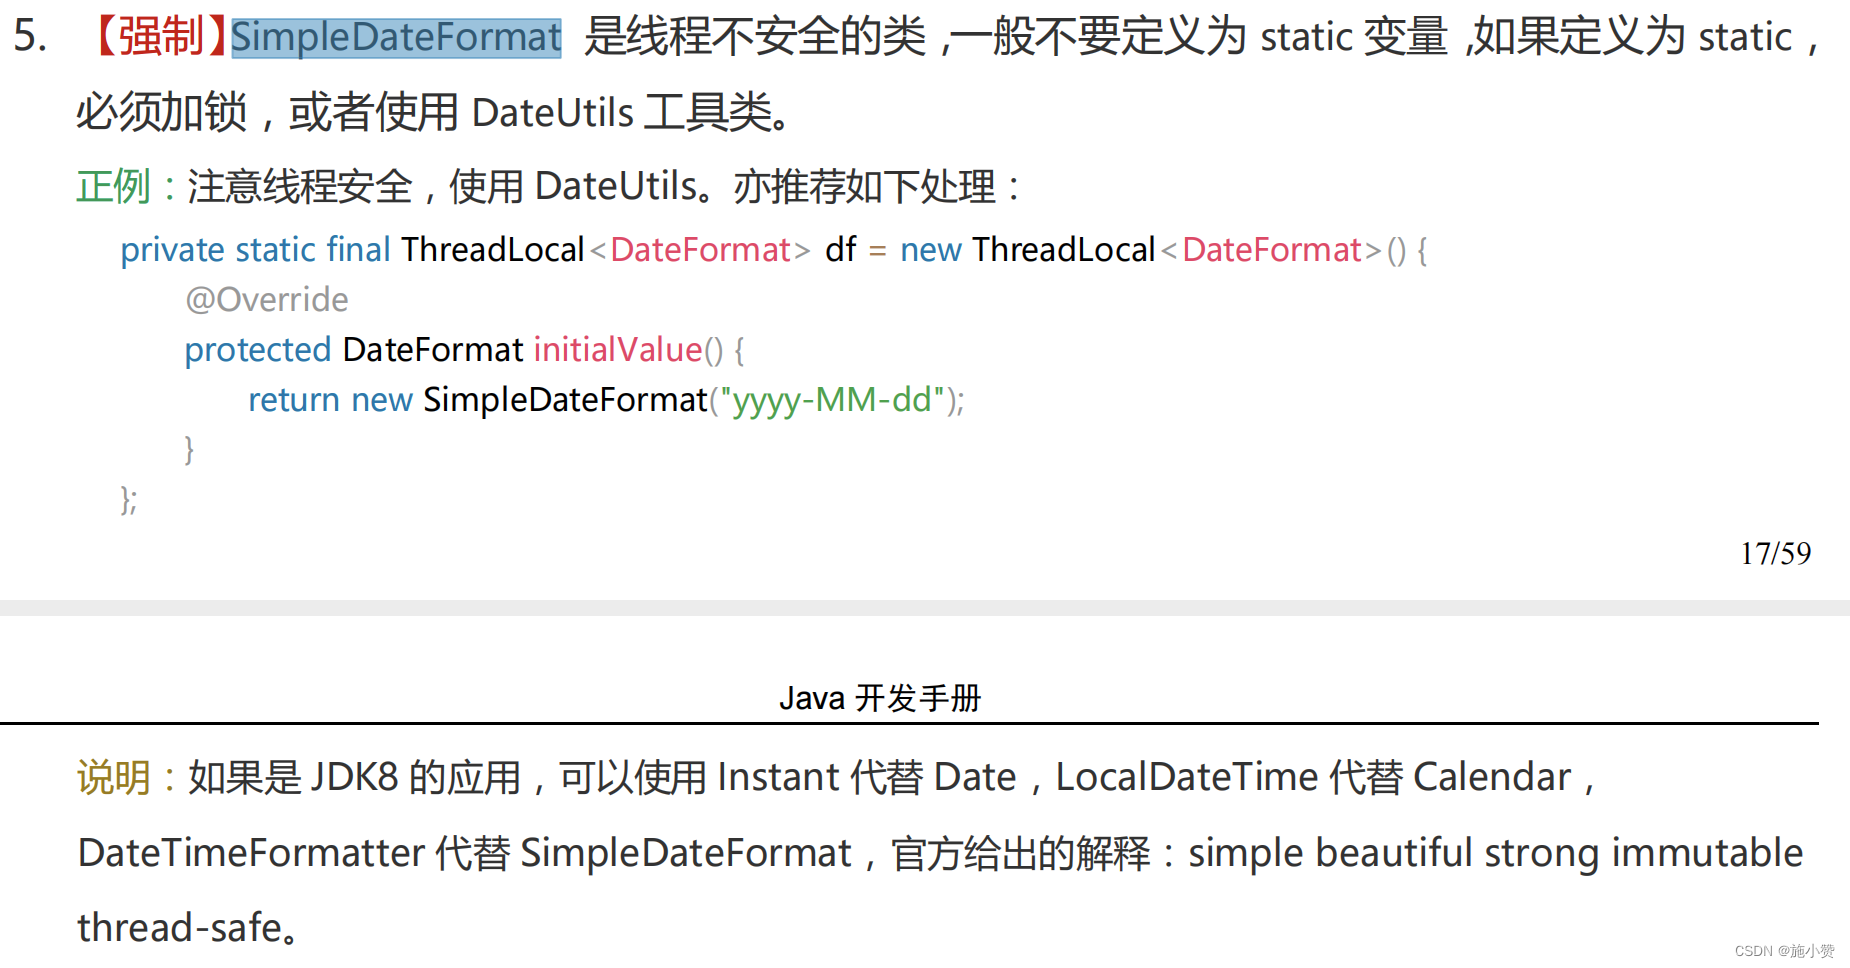 5. 【强制】SimpleDateFormat 是线程不安全的类,一般不要定义为 static 变量,如果定义为 static，
必须加锁，或者使用 DateUtils 工具类。
正例：注意线程安全，使用 DateUtils。亦推荐如下处理：
private static final ThreadLocal<DateFormat> df = new ThreadLocal<DateFormat>() {
@Override
protected DateFormat initialValue() {
return new SimpleDateFormat("yyyy-MM-dd");
}
};
17/59
Java 开发手册
说明：如果是 JDK8 的应用，可以使用 Instant 代替 Date，LocalDateTime 代替 Calendar，
DateTimeFormatter 代替 SimpleDateFormat，官方给出的解释：simple beautiful strong immutable
thread-safe。
CSDN @施小赞